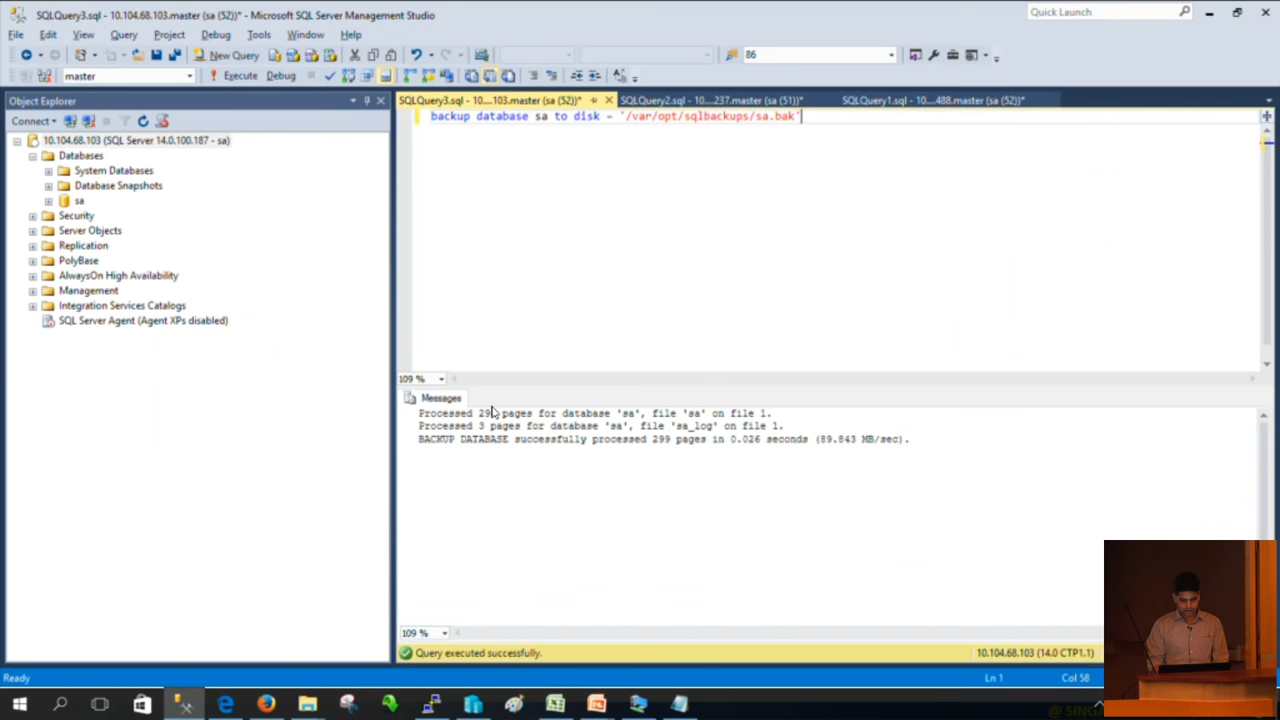 SQLQuery3.sql - 10.104.68.103.master (sa (52))* - Microsoft SQL Server Management Studio
Quick Launch
File Edit View Query Project Debug Tools Window Help
New Query
86
master
Execute Debug
Object Explorer
SQLQuery3.sql - 10....103.master (sa (52))*
SQLQuery2.sql - 10....237.master (sa (51))*
SQLQuery1.sql - 10....488.master (sa (52))*
Connect
10.104.68.103 (SQL Server 14.0.100.187 - sa)
Databases
System Databases
Database Snapshots
sa
Security
Server Objects
Replication
PolyBase
AlwaysOn High Availability
Management
Integration Services Catalogs
SQL Server Agent (Agent XPs disabled)
backup database sa to disk = '/var/opt/sqlbackups/sa.bak'
109 %
Messages
Processed pages for database 'sa', file 'sa' on file 1.
Processed 3 pages for database 'sa', file 'sa_log' on file 1.
BACKUP DATABASE successfully processed 299 pages in 0.026 seconds (89.843 MB/sec).
109 %
Query executed successfully.
10.104.68.103 (14.0 CTP1.1)
Ready
Ln 1
Col 58